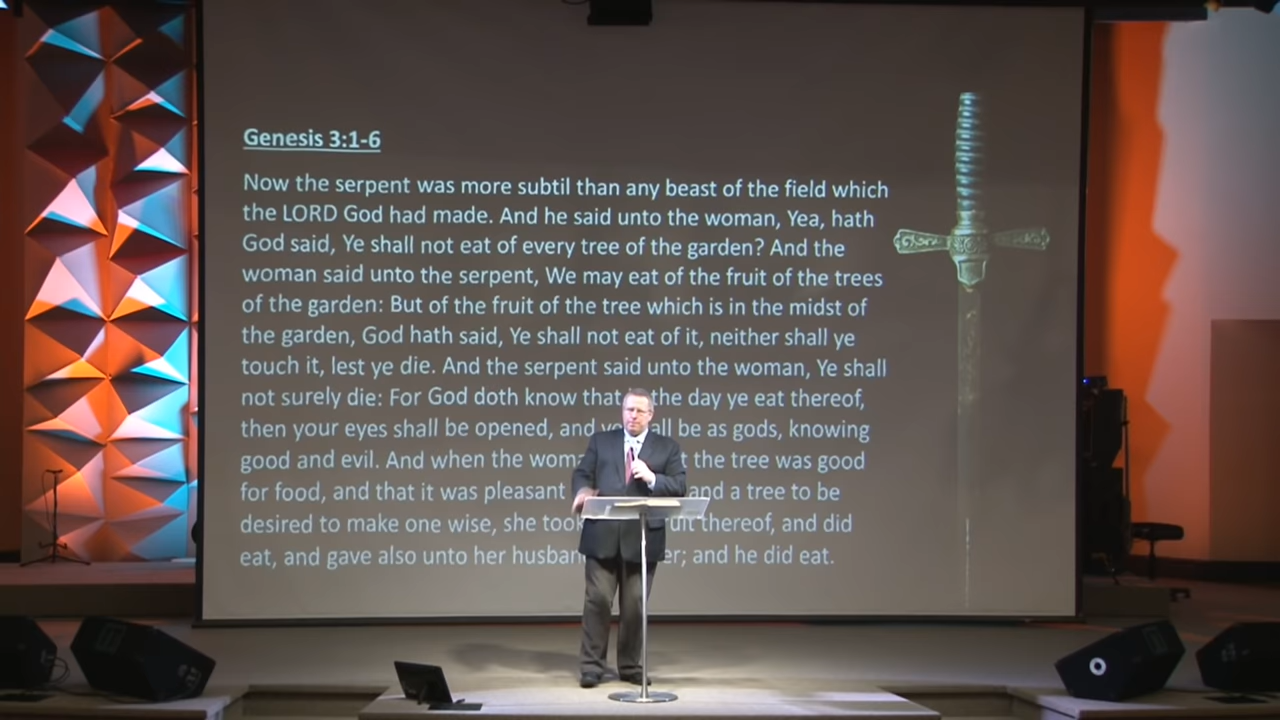 Genesis 3:1-6
Now the serpent was more subtil than any beast of the field which
the LORD God had made. And he said unto the woman, Yea, hath
God said, Ye shall not eat of every tree of the garden? And the
woman said unto the serpent, We may eat of the fruit of the trees
of the garden: But of the fruit of the tree which is in the midst of
the garden, God hath said, Ye shall not eat of it, neither shall ye
touch it, lest ye die. And the serpent said unto the woman, Ye shall
not surely die: For God doth know that the day ye eat thereof,
then your eyes shall be opened, and be as gods, knowing
good and evil. And when the the tree was good
for food, and that it was pleasant and a tree to be
desired to make one wise, she took thereof, and did
eat, and gave also unto her and he did eat.